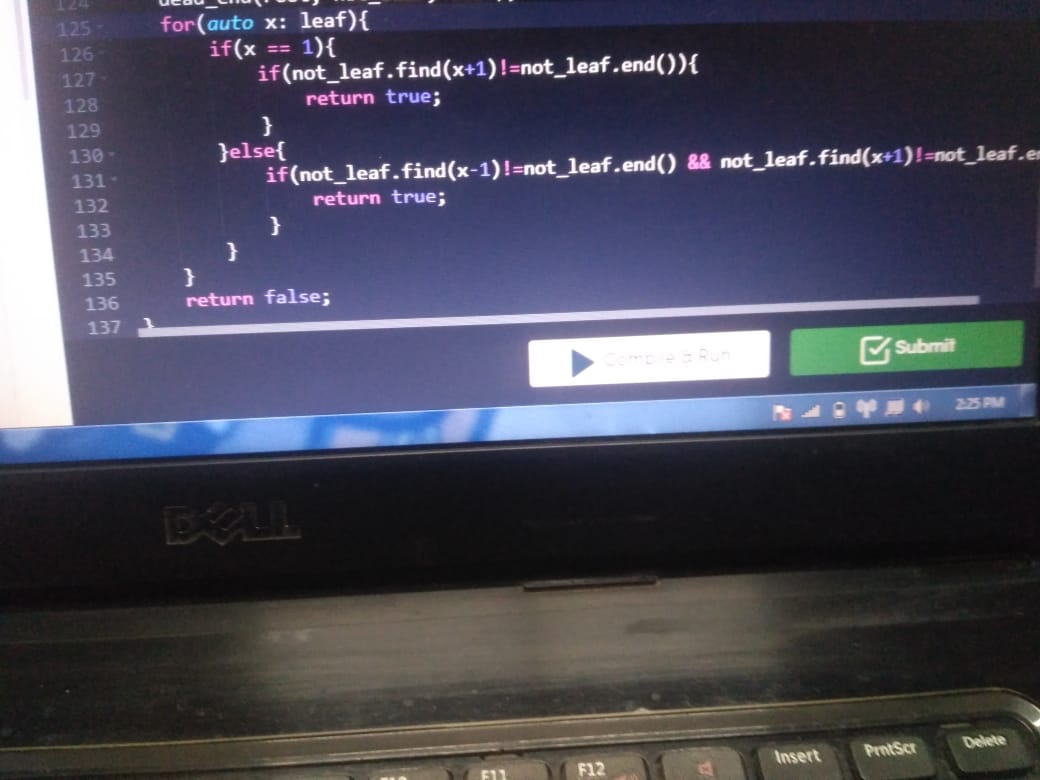 124
125 for(auto x: leaf){
126 if(x == 1){
127 if(not_leaf.find(x+1)!=not_leaf.end()){
128 return true;
129 }
130 }else{
131 if(not_leaf.find(x-1)!=not_leaf.end() && not_leaf.find(x+1)!=not_leaf.e
132 return true;
133 }
134 }
135 }
136 return false;
137 }
Compile & Run
Submit
2:25 PM
DELL
F11
F12
Insert
PrntScr
Delete